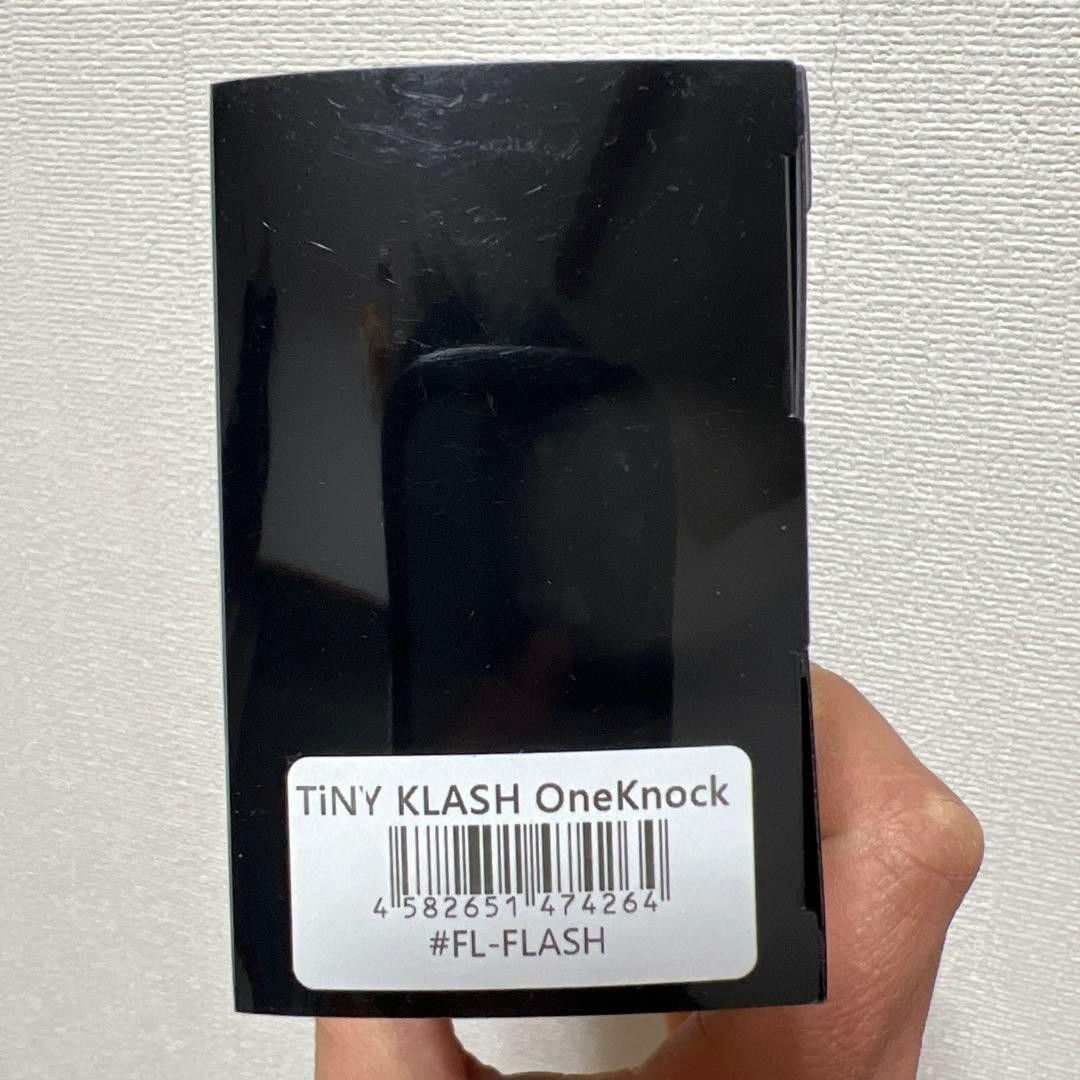 TiNY KLASH OneKnock
4 582651 474264
#FL-FLASH